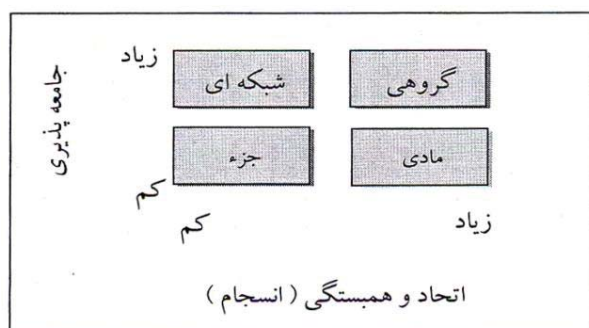 جامعه پذیری
زیاد
گروهی
شبکه ای
مادی
جزء
کم
زیاد
کم
اتحاد و همبستگی ( انسجام )